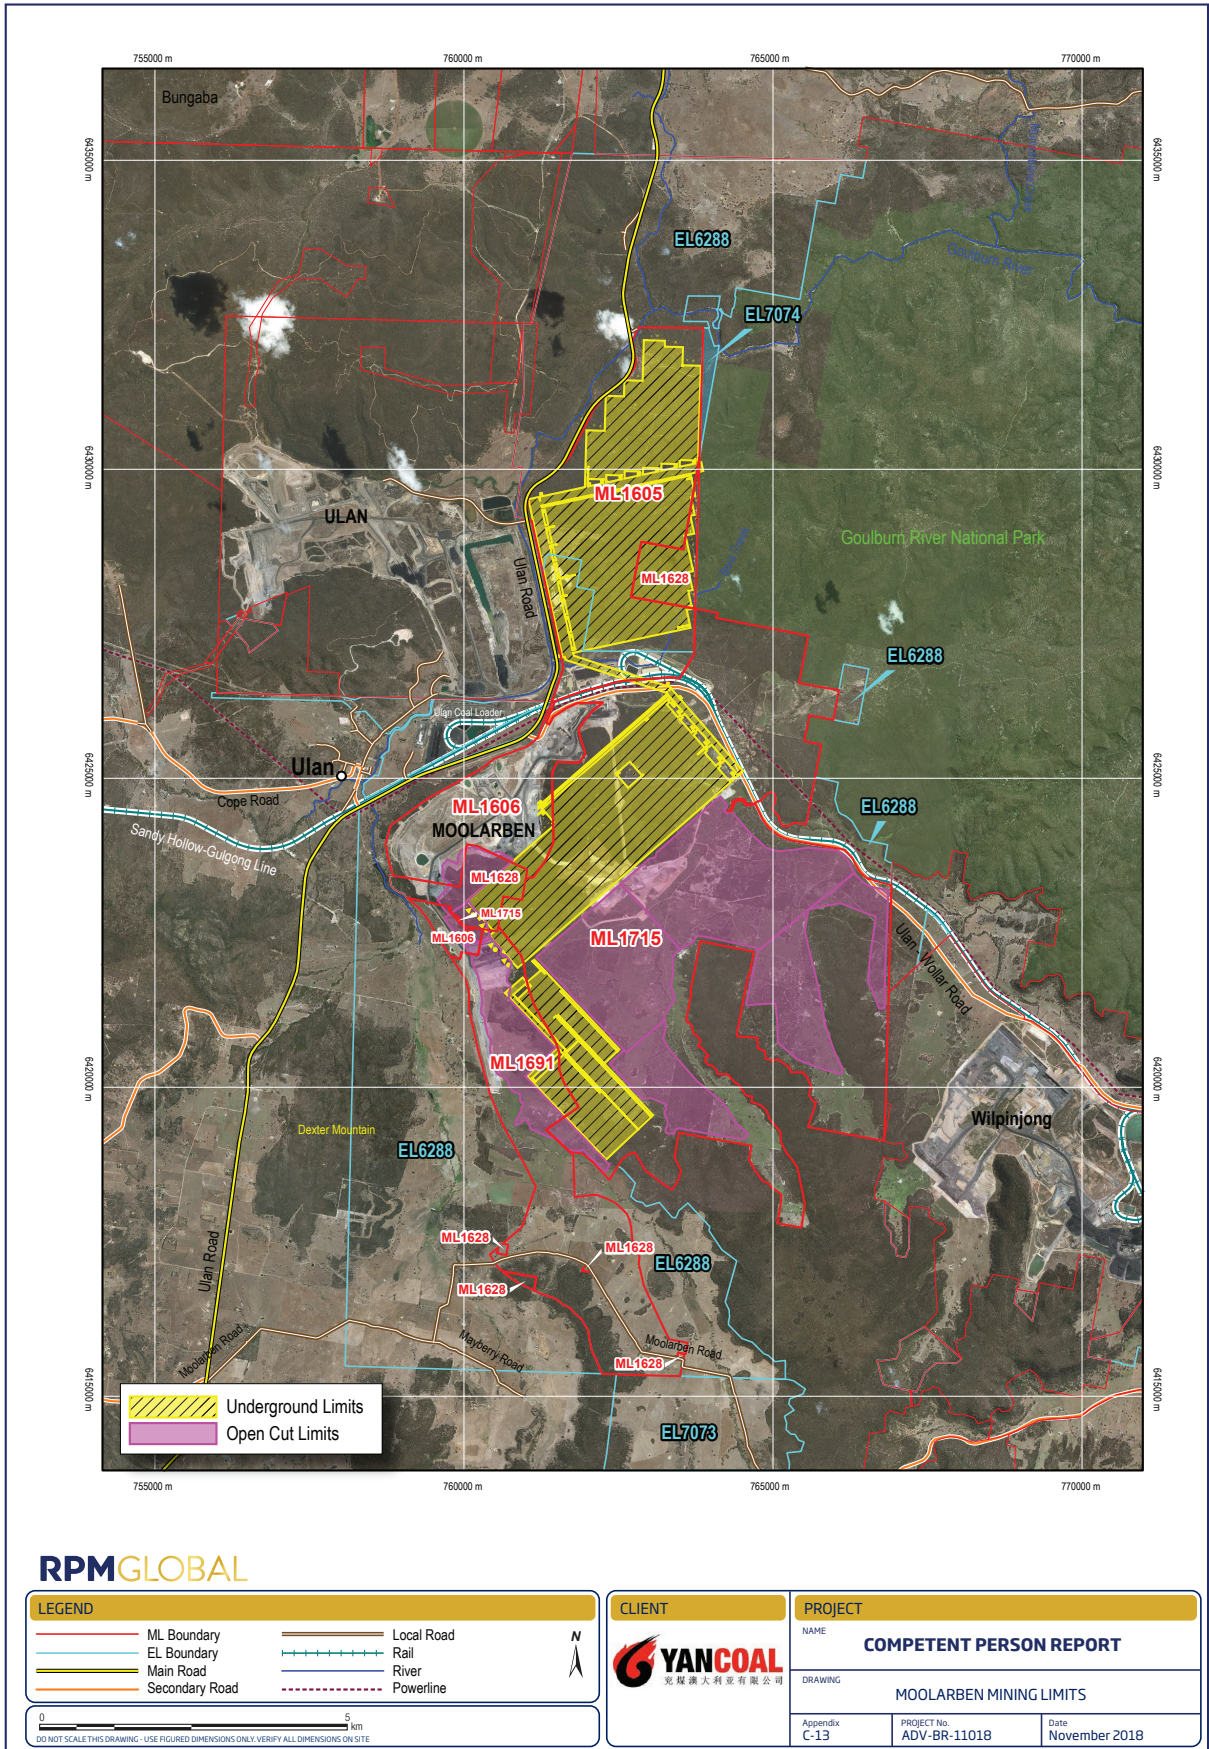 755000 m 760000 m 765000 m 770000 m
Bungaba
6435000 m 6435000 m
EL6288
Goulburn River
EL7074
6430000 m 6430000 m
ML1605
ULAN
Goulburn River National Park
Ulan Road
ML1628
EL6288
Ulan Coal Loader
Ulan
6425000 m 6425000 m
Cope Road
ML1606
EL6288
MOOLARBEN
Sandy Hollow-Gulgong Line
ML1628
ML1715
ML1606
ML1715
Ulan Wollar Road
ML1691
6420000 m 6420000 m
Wilpinjong
Dexter Mountain
EL6288
ML1628
ML1628
Ulan Road
EL6288
ML1628
Moolarben Road
Mayberry Road
Moolarben Road
ML1628
6415000 m 6415000 m
Underground Limits
Open Cut Limits
EL7073
755000 m 760000 m 765000 m 770000 m
RPMGLOBAL
LEGEND
ML Boundary
EL Boundary
Main Road
Secondary Road
Local Road
Rail
River
Powerline
N
0 5
km
DO NOT SCALE THIS DRAWING - USE FIGURED DIMENSIONS ONLY. VERIFY ALL DIMENSIONS ON SITE
CLIENT
YANCOAL
兖煤澳大利亚有限公司
PROJECT
NAME
COMPETENT PERSON REPORT
DRAWING
MOOLARBEN MINING LIMITS
Appendix
C-13
PROJECT No.
ADV-BR-11018
Date
November 2018